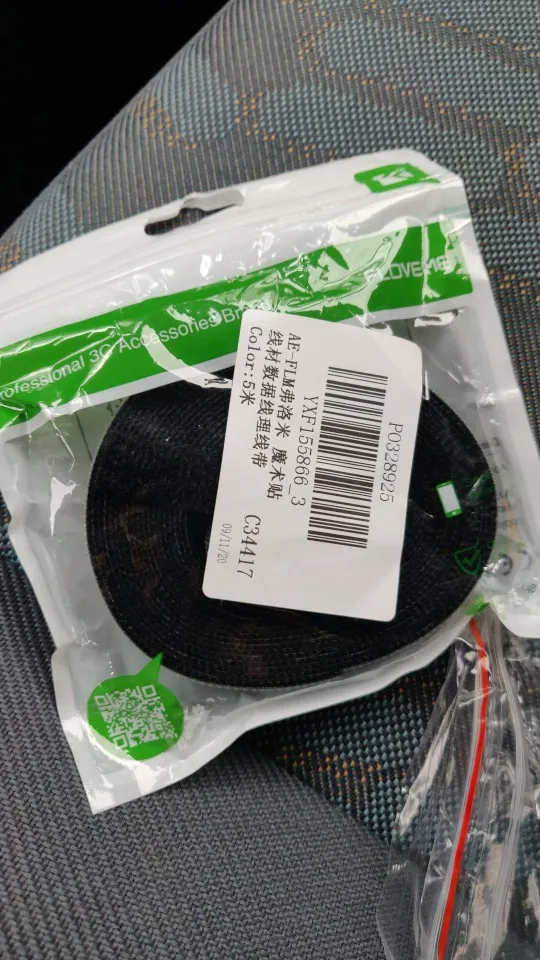 FLOVEME
Professional 3C Accessories Br
P0328925
YXF155866_3
AE-FLM弗洛米 魔术贴
线材数据线理线带
Color:5米
C34417
09/11/20